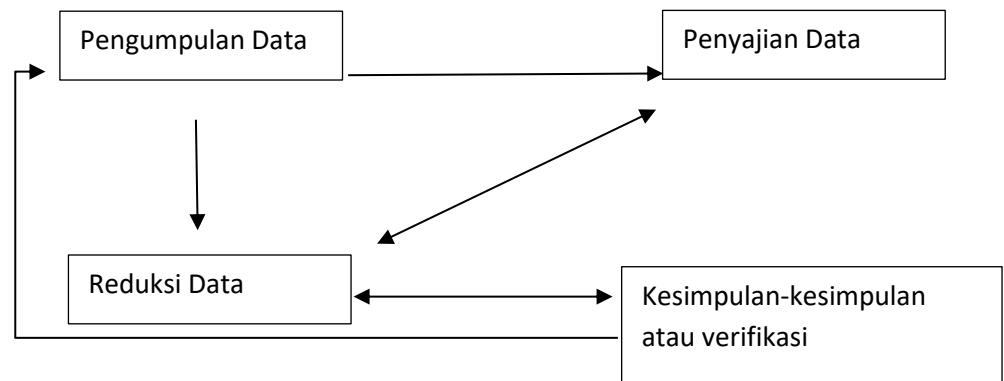 Pengumpulan Data
Penyajian Data
Reduksi Data
Kesimpulan-kesimpulan
atau verifikasi